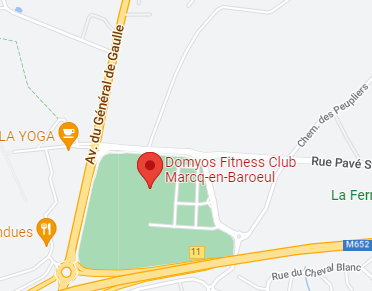 Av. du Général de Gaulle
Chem. des Peupliers
LA YOGA
Domyos Fitness Club
Marcq-en-Baroeul
Rue Pavé S
La Ferr
ndues
11
M652
Rue du Cheval Blanc